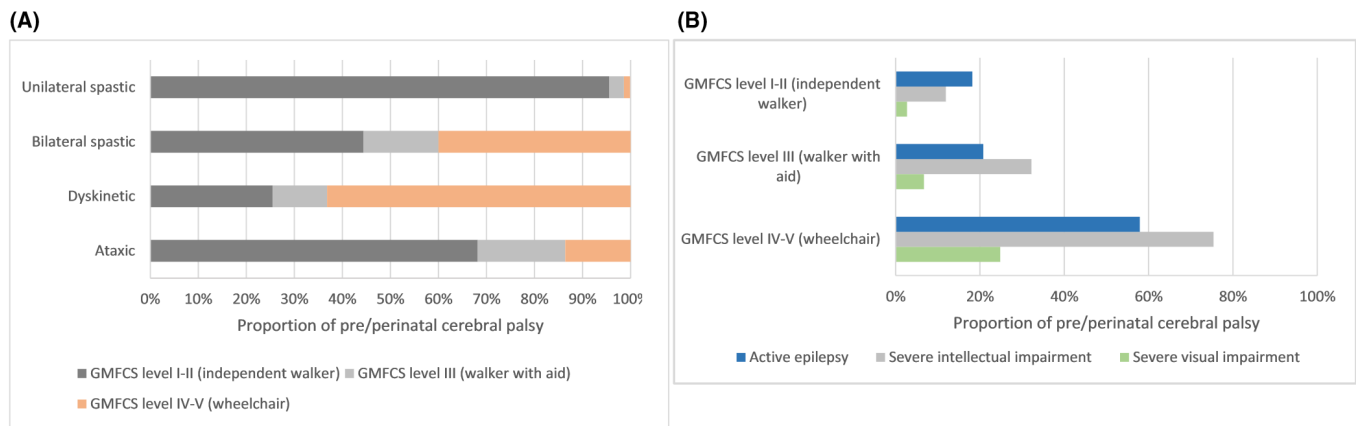 (A)
Unilateral spastic
Bilateral spastic
Dyskinetic
Ataxic
0% 10% 20% 30% 40% 50% 60% 70% 80% 90% 100%
Proportion of pre/perinatal cerebral palsy
GMFCS level I-II (independent walker) GMFCS level III (walker with aid)
GMFCS level IV-V (wheelchair)
(B)
GMFCS level I-II (independent
walker)
GMFCS level III (walker with
aid)
GMFCS level IV-V (wheelchair)
0% 20% 40% 60% 80% 100%
Proportion of pre/perinatal cerebral palsy
Active epilepsy Severe intellectual impairment Severe visual impairment